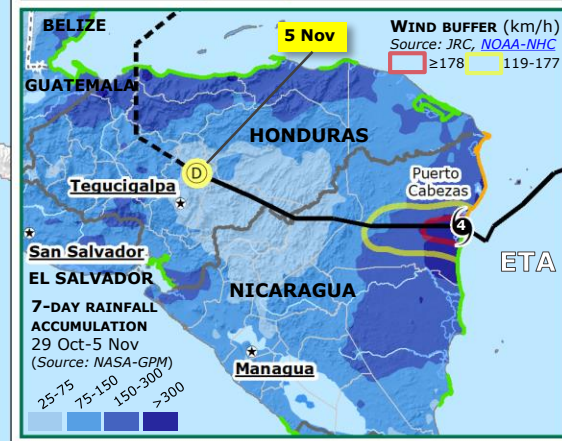 BELIZE
5 Nov
WIND BUFFER (km/h)
Source: JRC, NOAA-NHC
≥178 119-177
GUATEMALA
HONDURAS
D
Puerto
Cabezas
Tegucigalpa
4
San Salvador
ETA
EL SALVADOR
NICARAGUA
7-DAY RAINFALL
ACCUMULATION
29 Oct-5 Nov
(Source: NASA-GPM)
Managua
25-75 75-150 150-300 >300